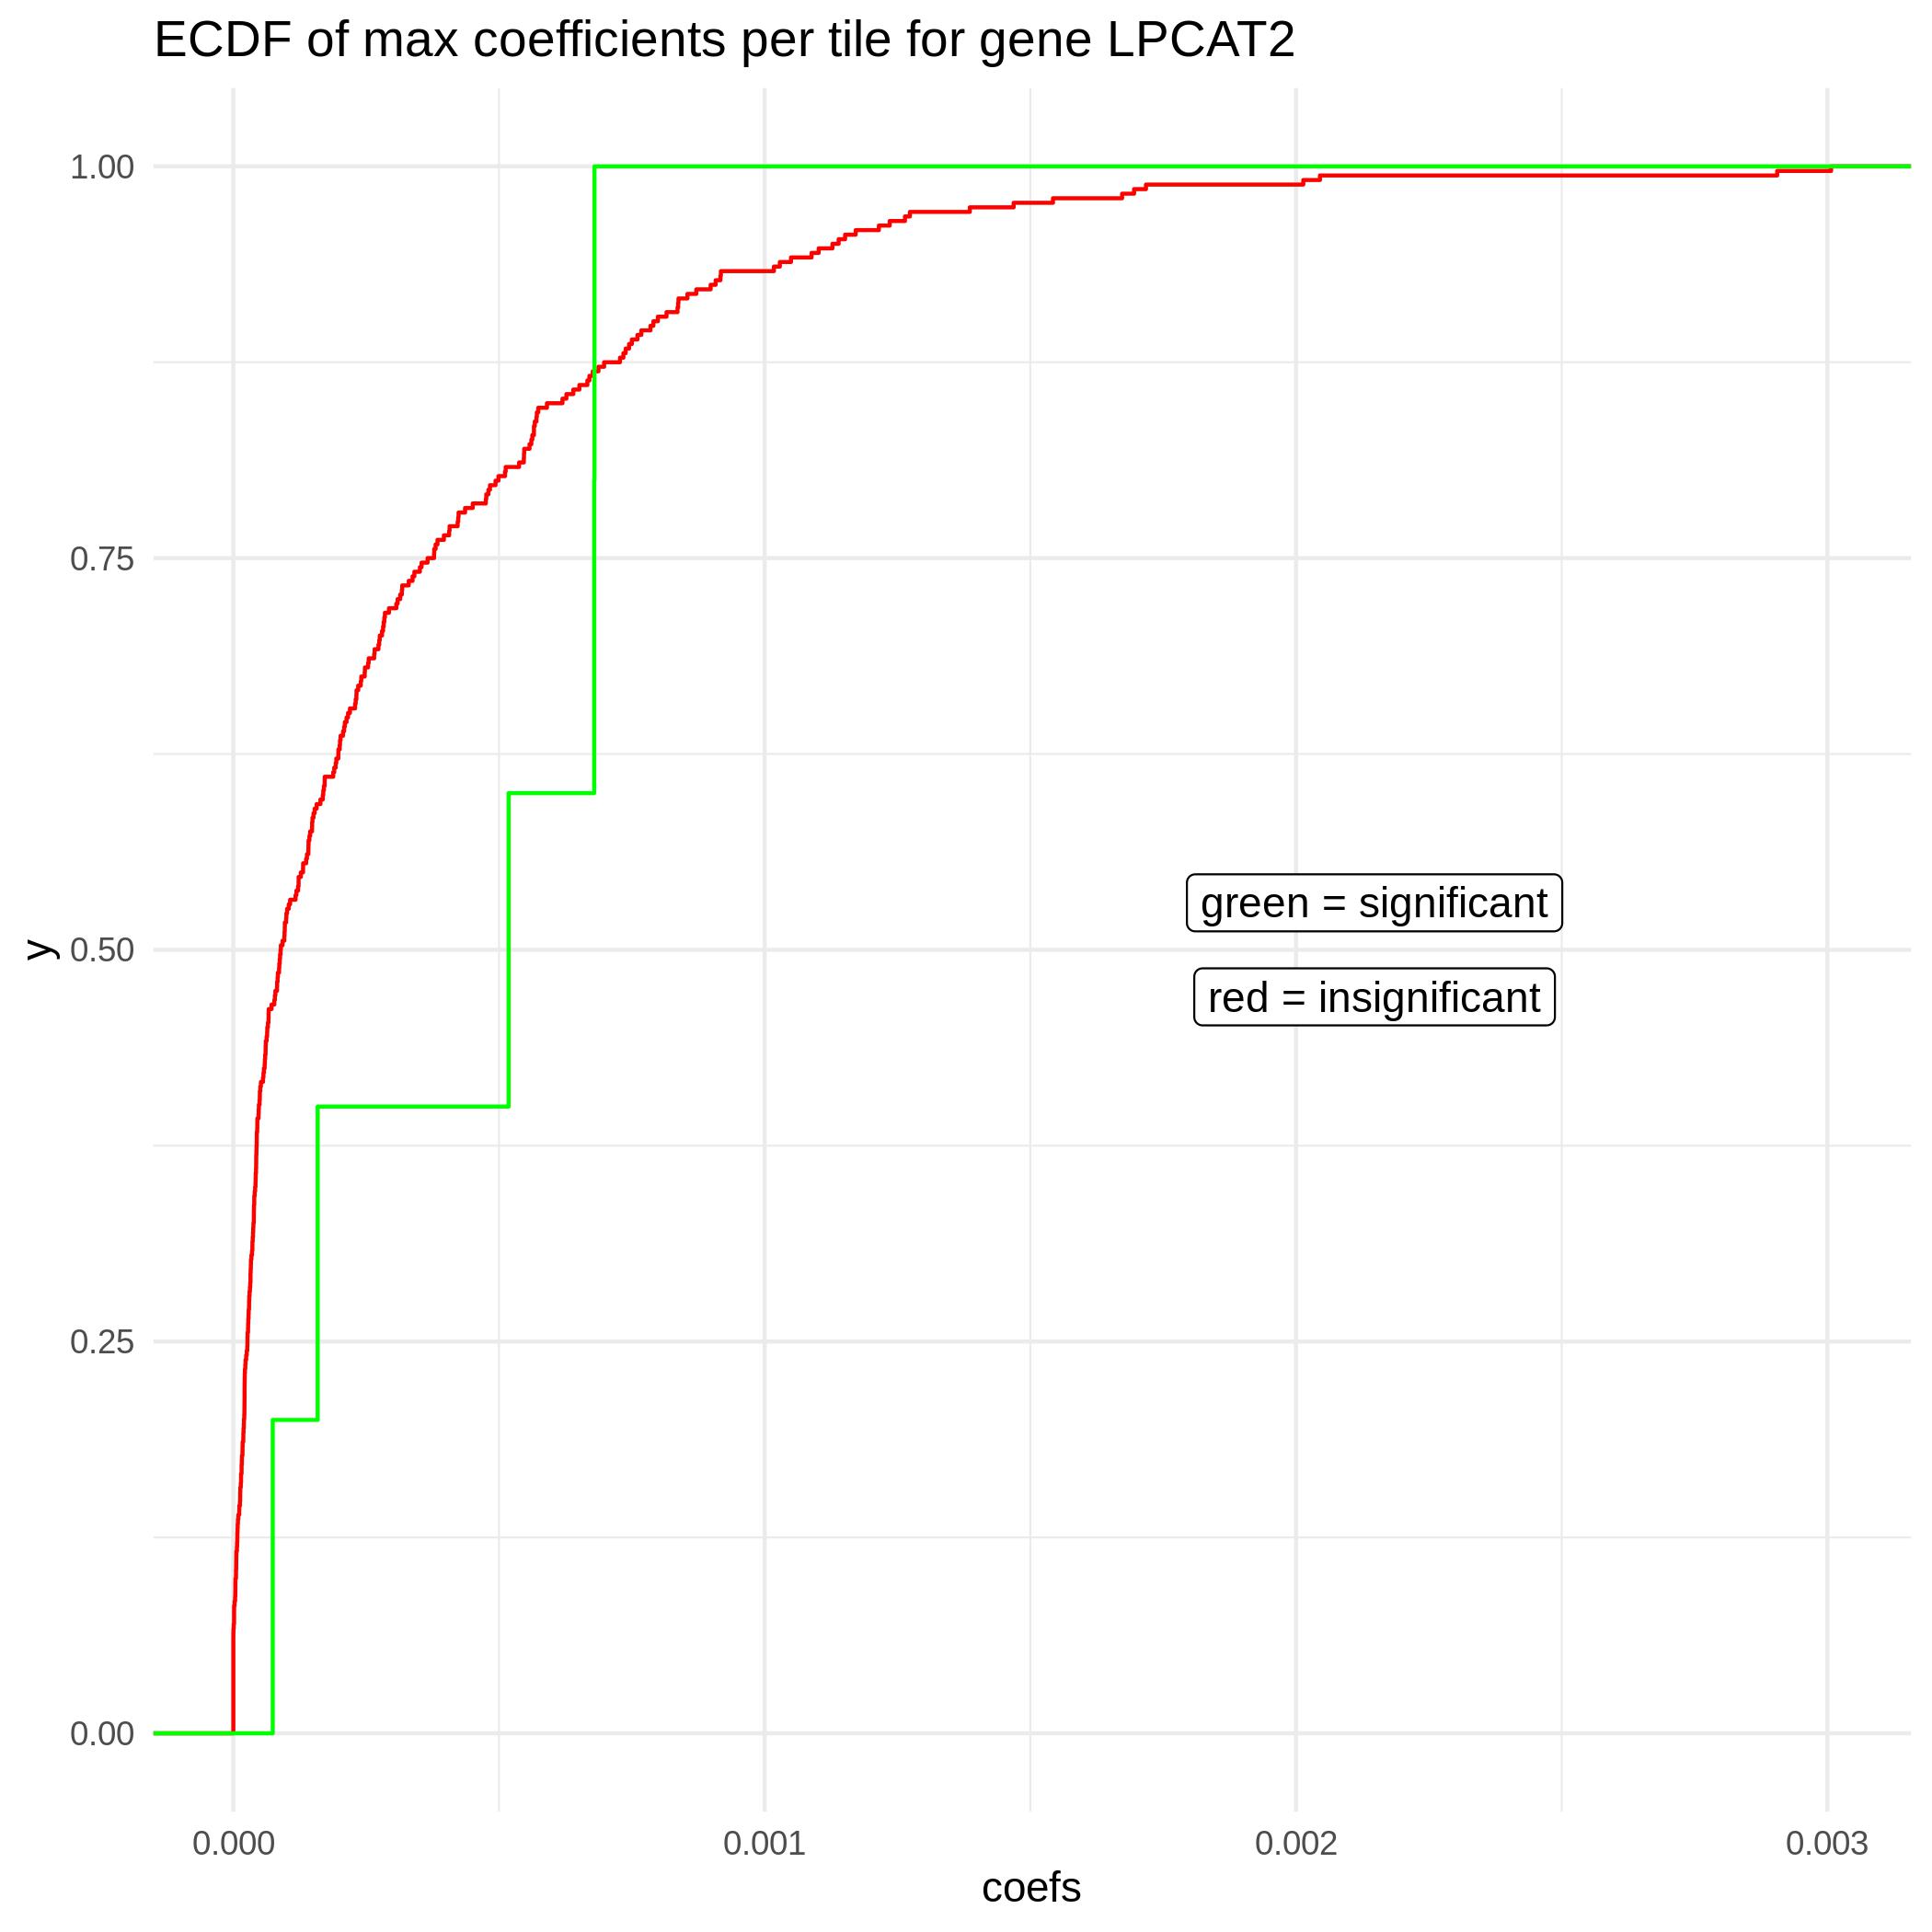 ECDF of max coefficients per tile for gene LPCAT2
1.00
0.75
0.50
0.25
0.00
y
green = significant
red = insignificant
0.000
0.001
0.002
0.003
coefs